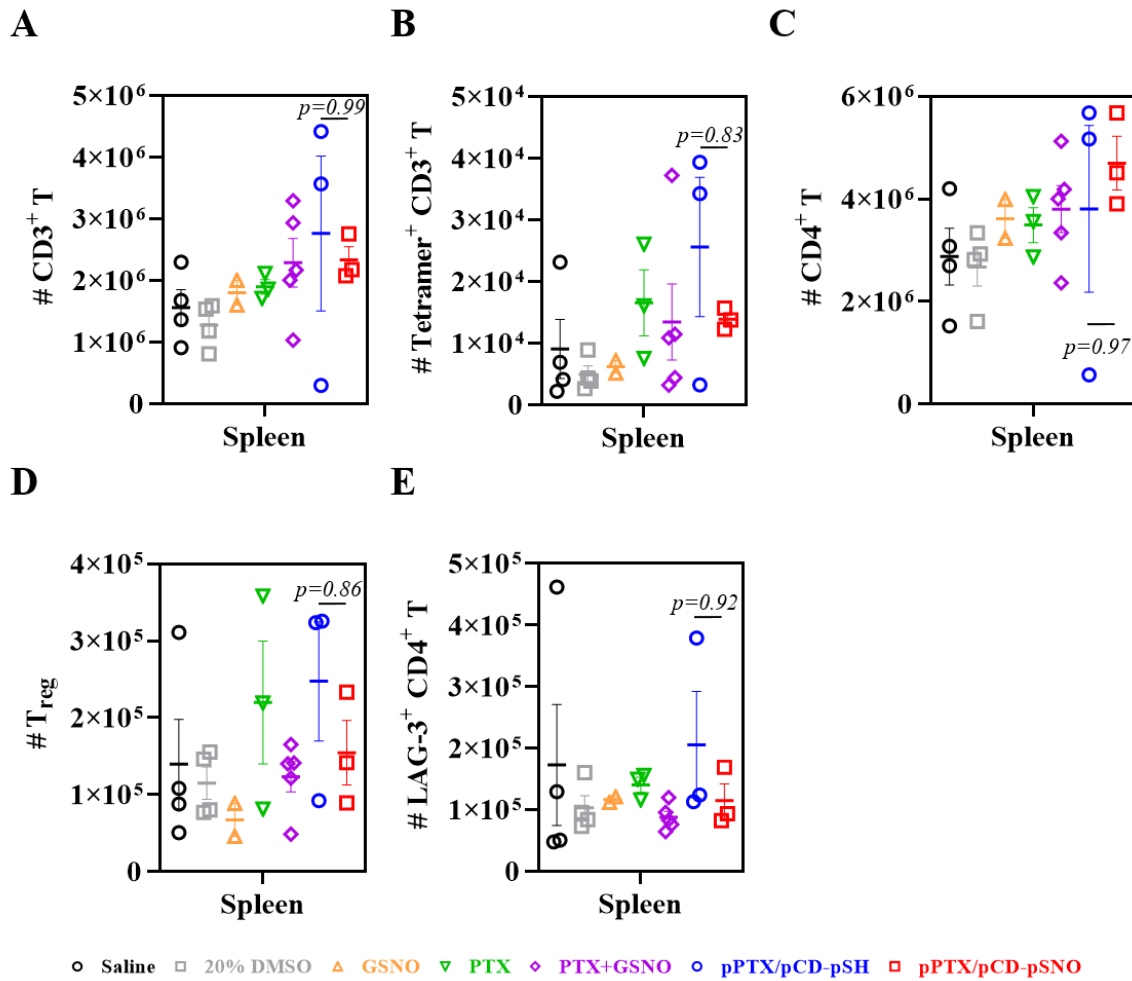 A
B
C
# CD3⁺ T
5×10⁶
4×10⁶
3×10⁶
2×10⁶
1×10⁶
0
p=0.99
Spleen
# Tetramer⁺ CD3⁺ T
5×10⁴
4×10⁴
3×10⁴
2×10⁴
1×10⁴
0
p=0.83
Spleen
# CD4⁺ T
6×10⁶
4×10⁶
2×10⁶
0
p=0.97
Spleen
D
E
# Treg
4×10⁵
3×10⁵
2×10⁵
1×10⁵
0
p=0.86
Spleen
# LAG-3⁺ CD4⁺ T
5×10⁵
4×10⁵
3×10⁵
2×10⁵
1×10⁵
0
p=0.92
Spleen
Saline 20% DMSO GSNO PTX PTX+GSNO pPTX/pCD-pSH pPTX/pCD-pSNO